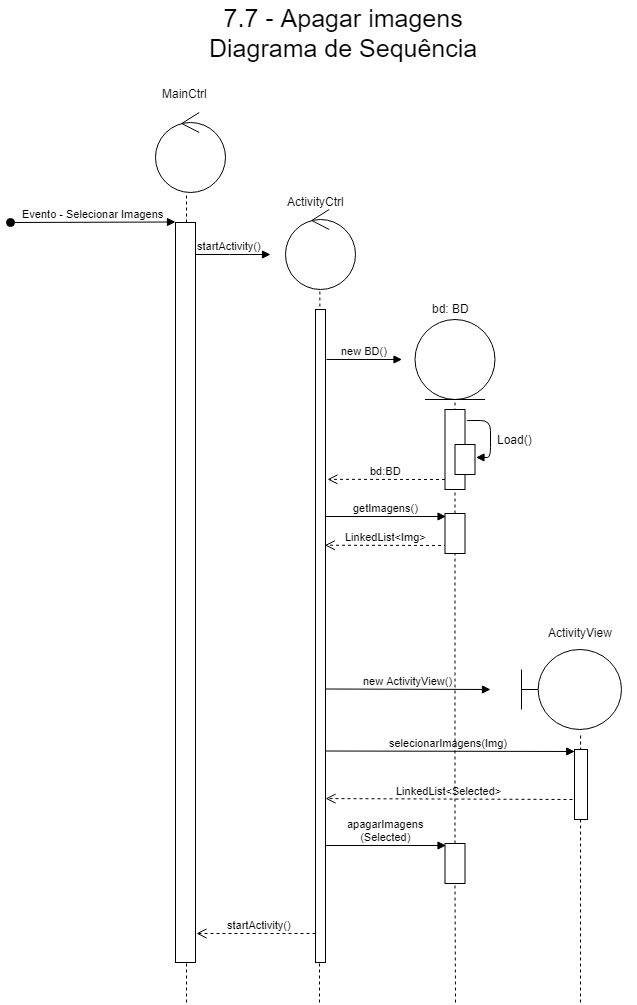 7.7 - Apagar imagens
Diagrama de Sequência
MainCtrl
ActivityCtrl
Evento - Selecionar Imagens
startActivity()
bd: BD
new BD()
Load()
bd:BD
getImagens()
LinkedList<Img>
ActivityView
new ActivityView()
selecionarImagens(Img)
LinkedList<Selected>
apagarImagens
(Selected)
startActivity()